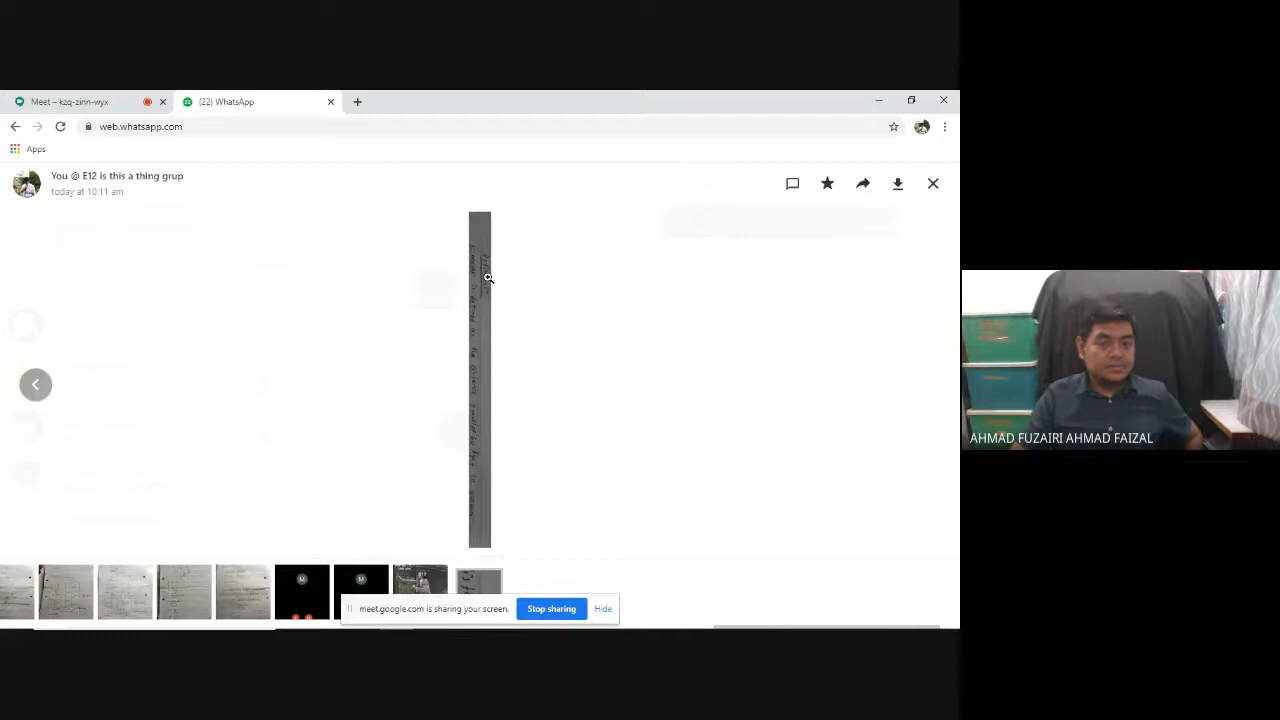 Meet – kzq-zinn-wyx
(22) WhatsApp
web.whatsapp.com
Apps
You @ E12 is this a thing grup
today at 10:11 am
M
M
meet.google.com is sharing your screen.
Stop sharing
Hide
AHMAD FUZAIRI AHMAD FAIZAL